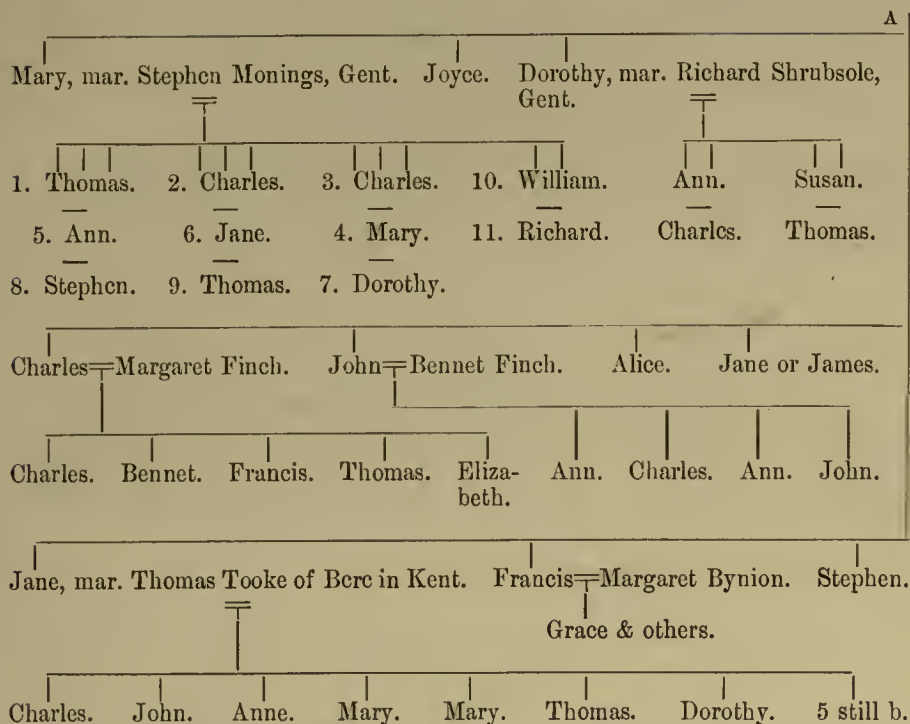 A
Mary, mar. Stephen Monings, Gent. Joyce. Dorothy, mar. Richard Shrubsole,
Gent.
1. Thomas. 2. Charles. 3. Charles. 10. William. Ann. Susan.
5. Ann. 6. Jane. 4. Mary. 11. Richard. Charles. Thomas.
8. Stephen. 9. Thomas. 7. Dorothy.
Charles Margaret Finch. John Bennet Finch. Alice. Jane or James.
Charles. Bennet. Francis. Thomas. Eliza- Ann. Charles. Ann. John.
beth.
Jane, mar. Thomas Tooke of Bere in Kent. Francis Margaret Bynion. Stephen.
Grace & others.
Charles. John. Anne. Mary. Mary. Thomas. Dorothy. 5 still b.